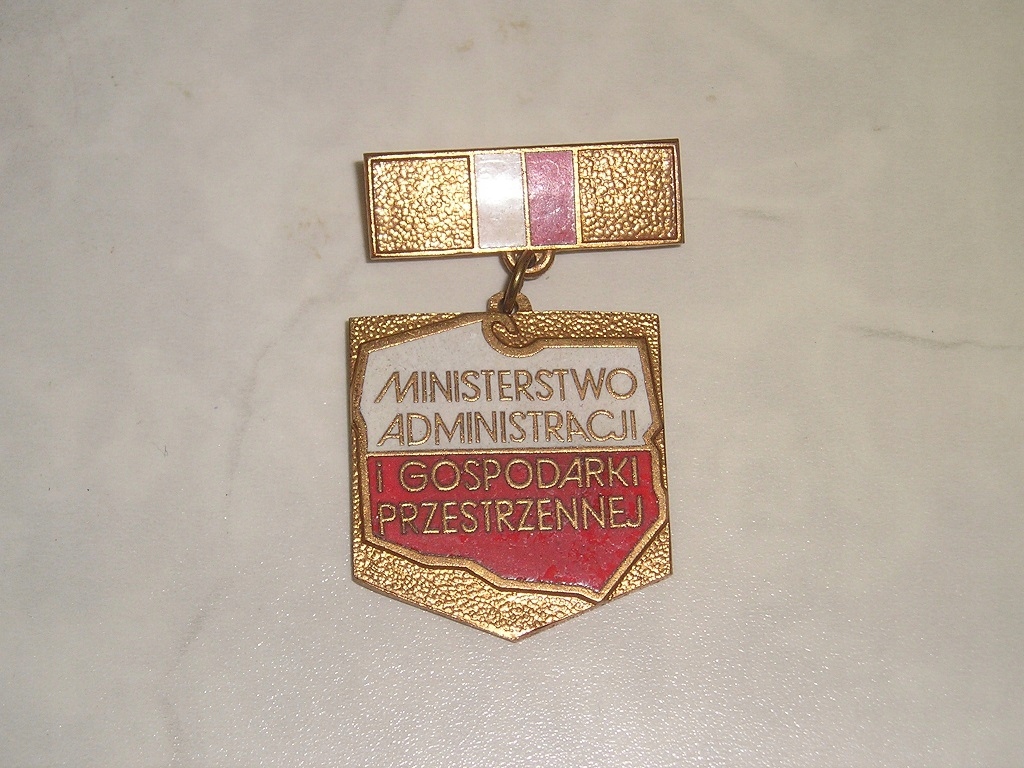 MINISTERSTWO
ADMINISTRACJI
I GOSPODARKI
PRZESTRZENNEJ